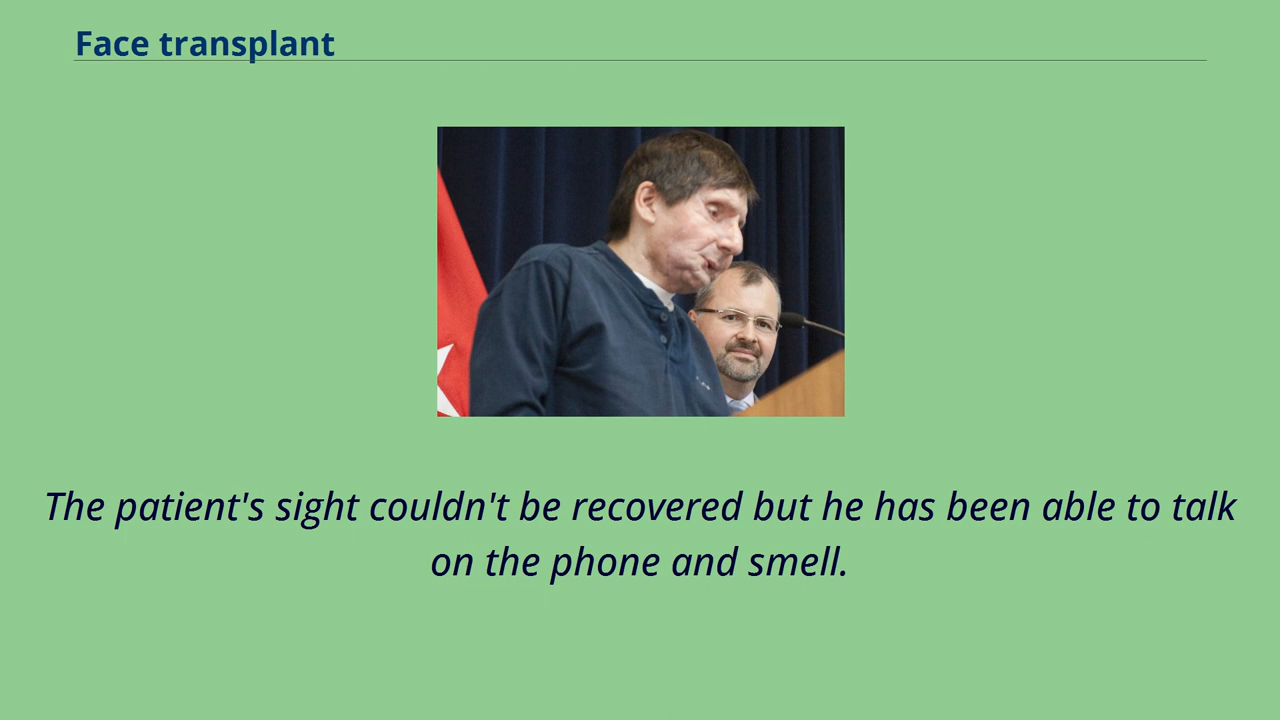 Face transplant
The patient's sight couldn't be recovered but he has been able to talk
on the phone and smell.